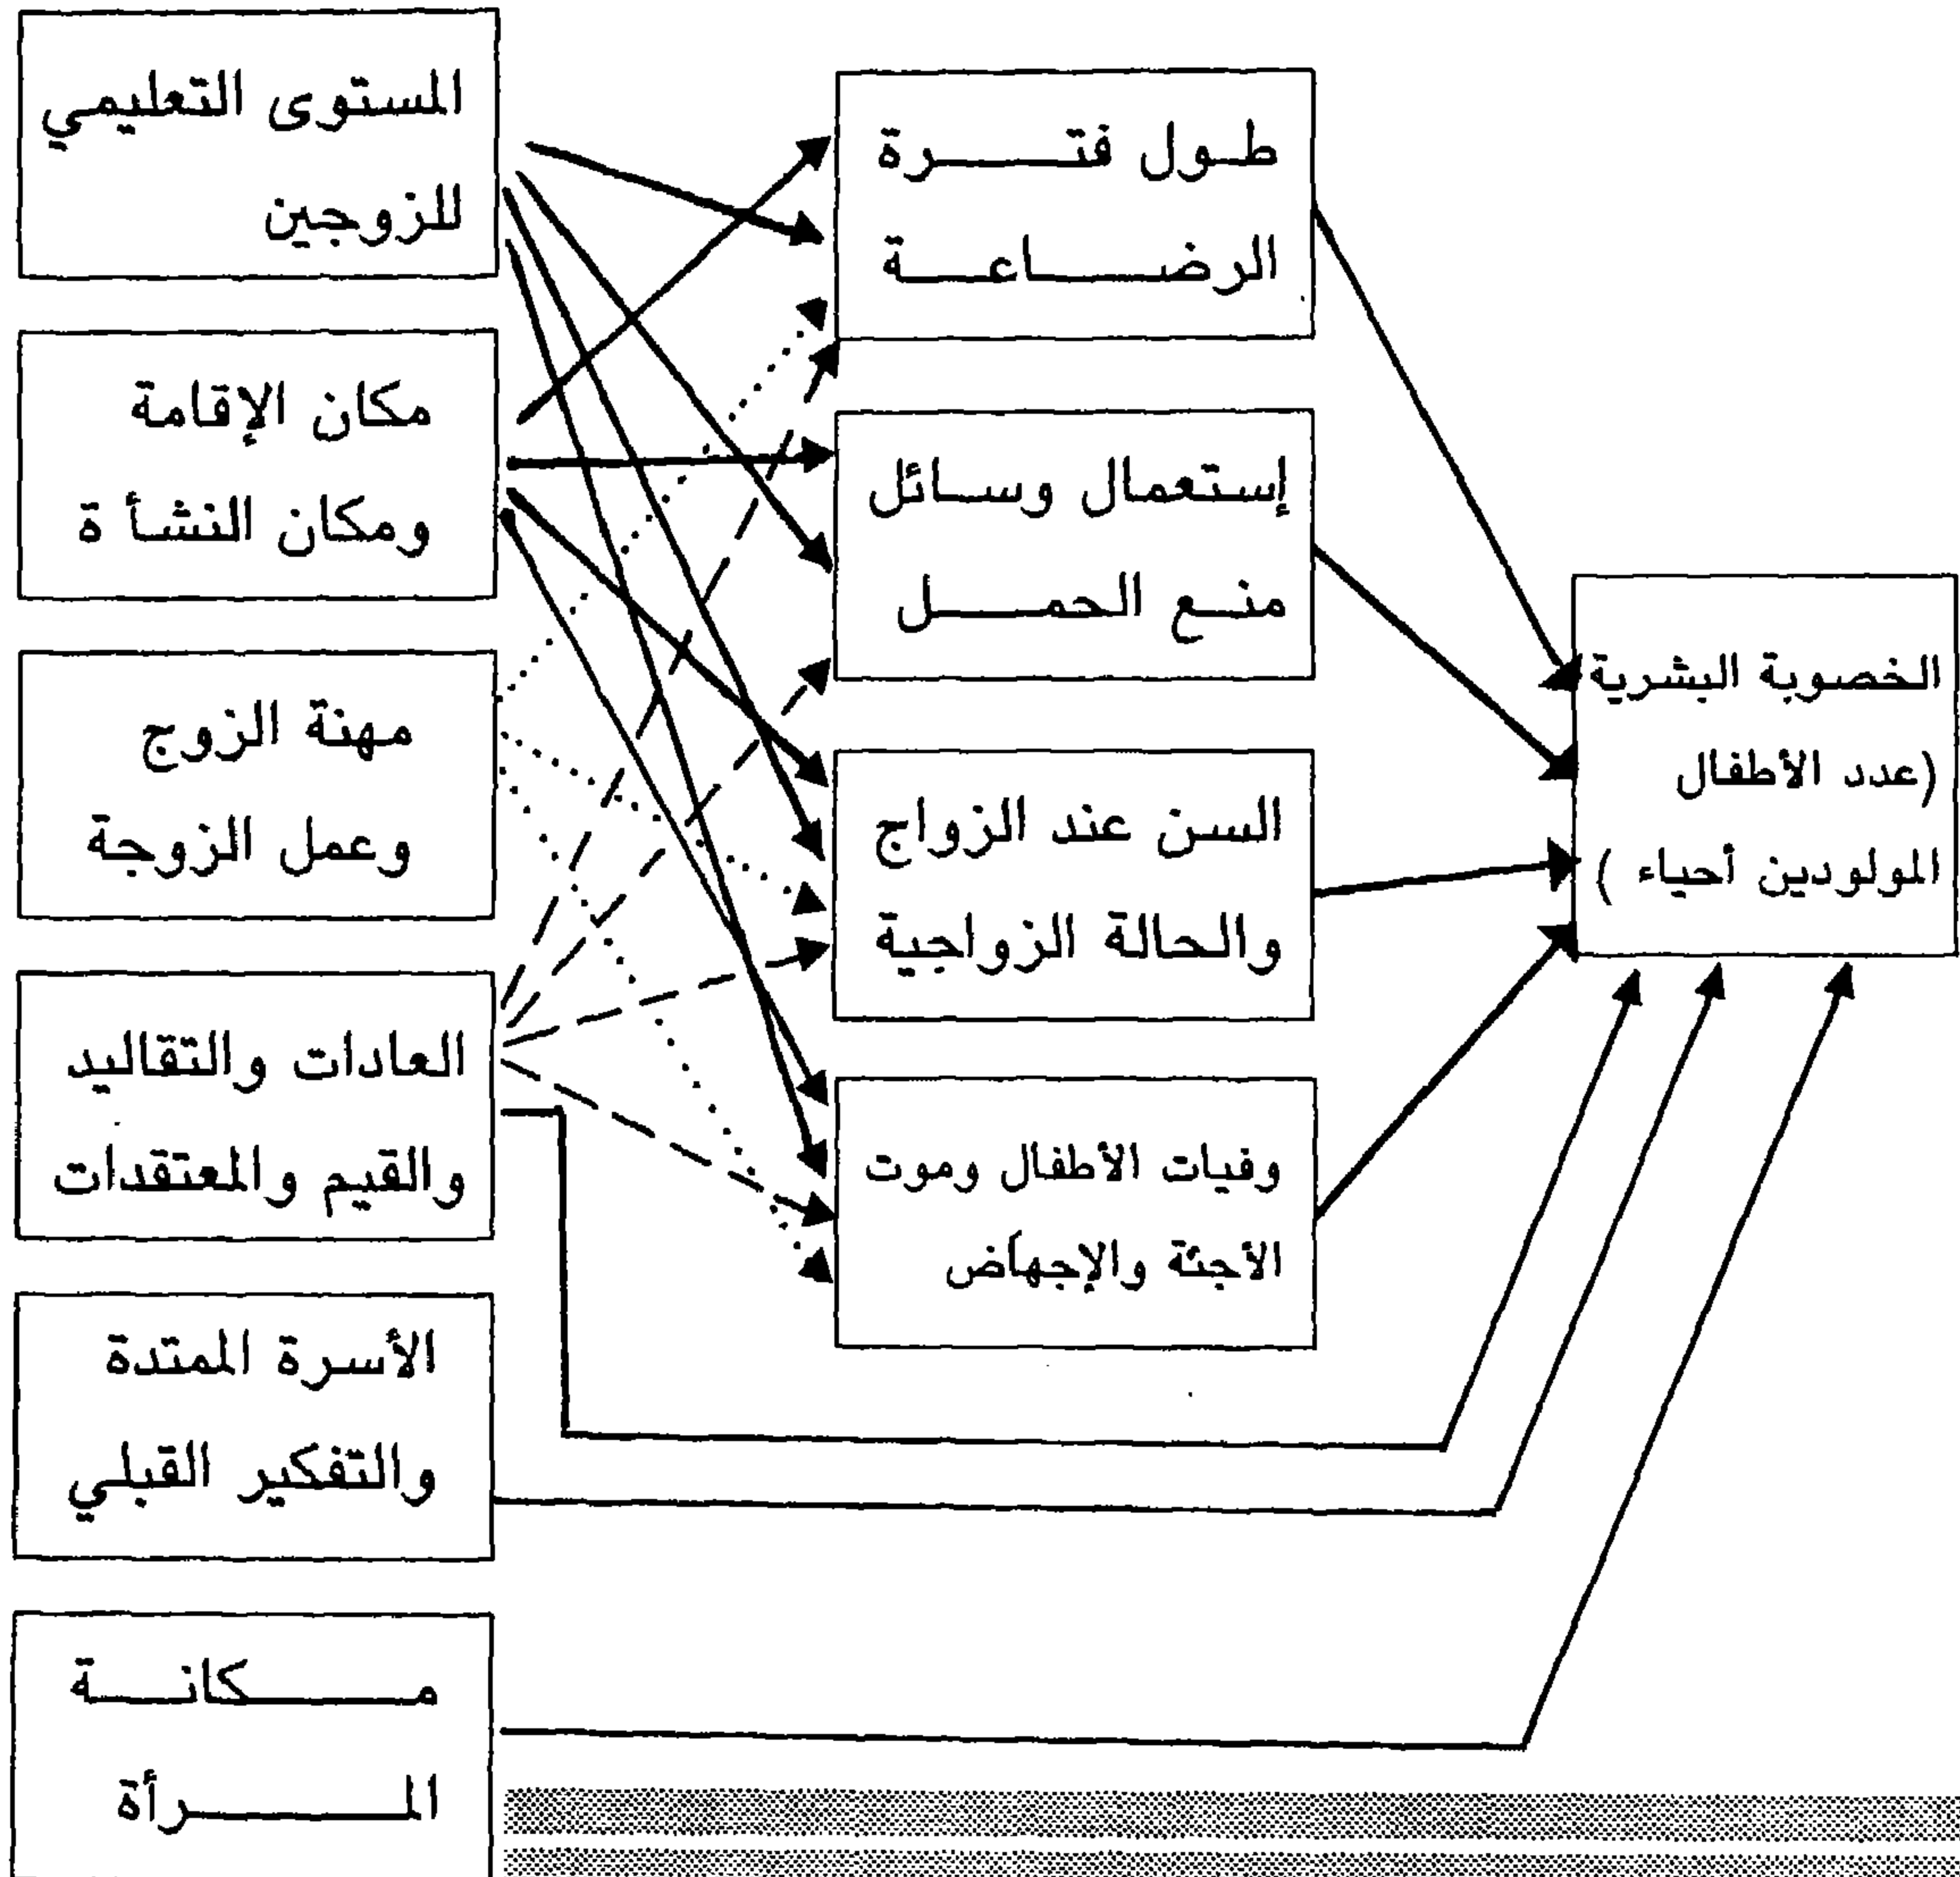 المستوى التعليمي
للزوجين
مكان الإقامة
ومكان النشأ ة
مهنة الزوج
وعمل الزوجة
العادات والتقاليد
والقيم والمعتقدات
الأسرة الممتدة
والتفكير القبلي
مكانة
المرأة
طول فترة
الرضاعة
إستعمال وسائل
منع الحمل
السن عند الزواج
والحالة الزواجية
وفيات الأطفال وموت
الأجنة والإجهاض
الخصوبة البشرية
(عدد الأطفال
المولودين أحياء )